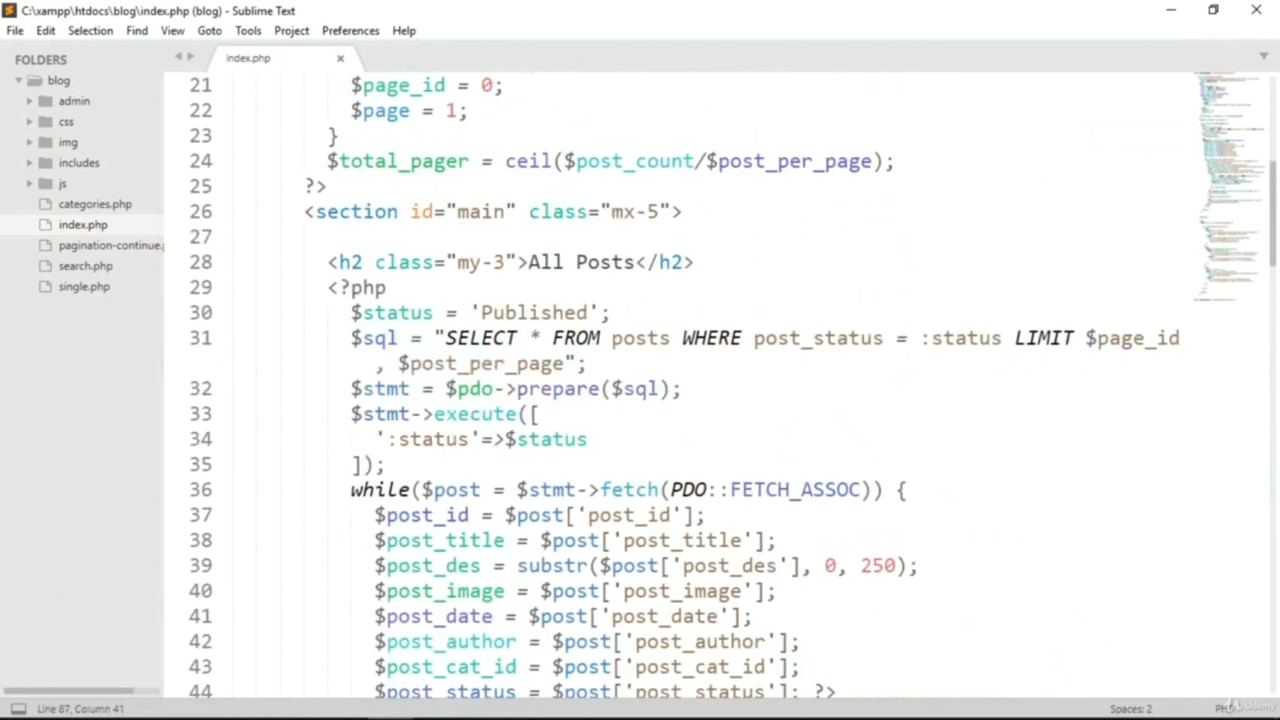 C:\xampp\htdocs\blog\index.php (blog) - Sublime Text
File Edit Selection Find View Goto Tools Project Preferences Help
FOLDERS
blog
admin
css
img
includes
js
categories.php
index.php
pagination-continue.
search.php
single.php
index.php
21 $page_id = 0;
22 $page = 1;
23 }
24 $total_pager = ceil($post_count/$post_per_page);
25 ?>
26 <section id="main" class="mx-5">
27
28 <h2 class="my-3">All Posts</h2>
29 <?php
30 $status = 'Published';
31 $sql = "SELECT * FROM posts WHERE post_status = :status LIMIT $page_id
, $post_per_page";
32 $stmt = $pdo->prepare($sql);
33 $stmt->execute([
34 ':status'=>$status
35 ]);
36 while($post = $stmt->fetch(PDO::FETCH_ASSOC)) {
37 $post_id = $post['post_id'];
38 $post_title = $post['post_title'];
39 $post_des = substr($post['post_des'], 0, 250);
40 $post_image = $post['post_image'];
41 $post_date = $post['post_date'];
42 $post_author = $post['post_author'];
43 $post_cat_id = $post['post_cat_id'];
44 $post_status = $post['post_status']; ?>
Line 87, Column 41
Spaces: 2
PHP
Udemy